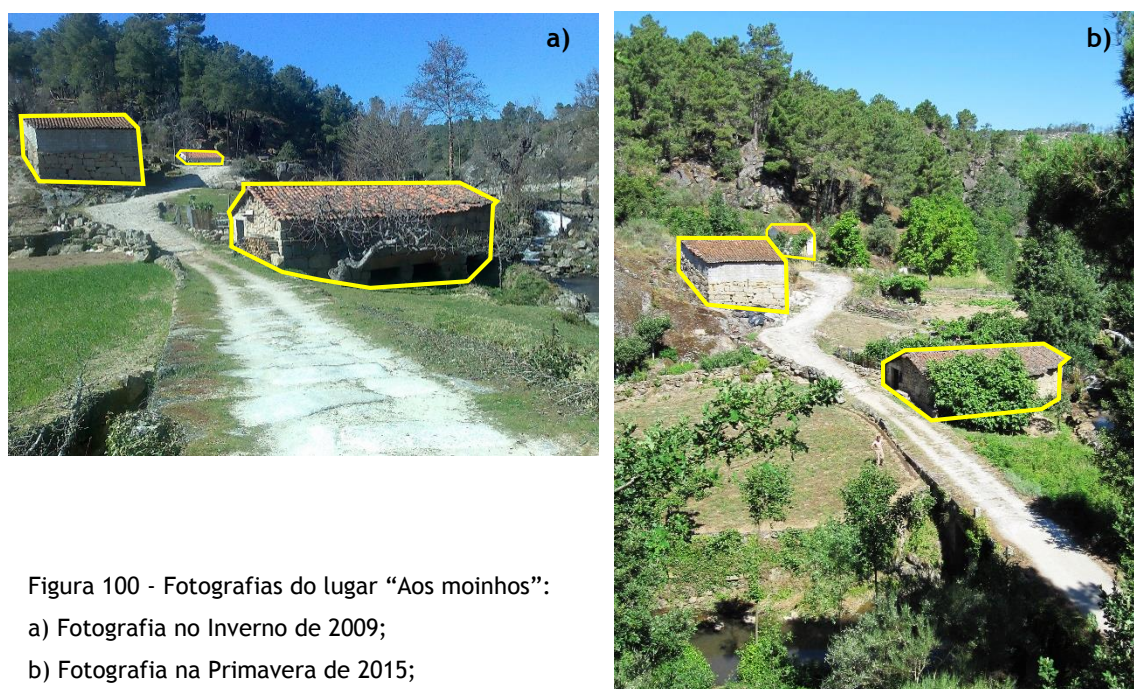 a)
b)
Figura 100 - Fotografias do lugar “Aos moinhos”:
a) Fotografia no Inverno de 2009;
b) Fotografia na Primavera de 2015;